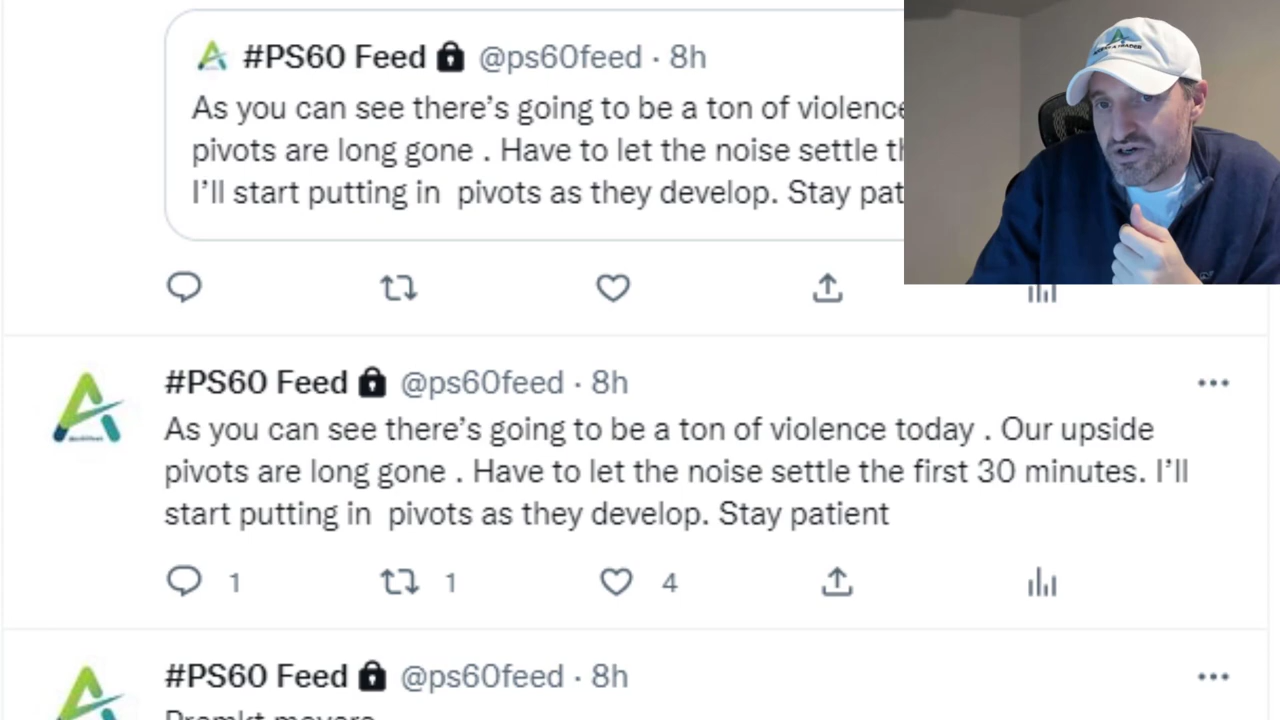 #PS60 Feed @ps60feed · 8h
As you can see there's going to be a ton of violence
pivots are long gone . Have to let the noise settle
I'll start putting in pivots as they develop. Stay
#PS60 Feed @ps60feed · 8h
As you can see there's going to be a ton of violence today . Our upside
pivots are long gone . Have to let the noise settle the first 30 minutes. I'll
start putting in pivots as they develop. Stay patient
1 1 4
#PS60 Feed @ps60feed · 8h
Premkt movers